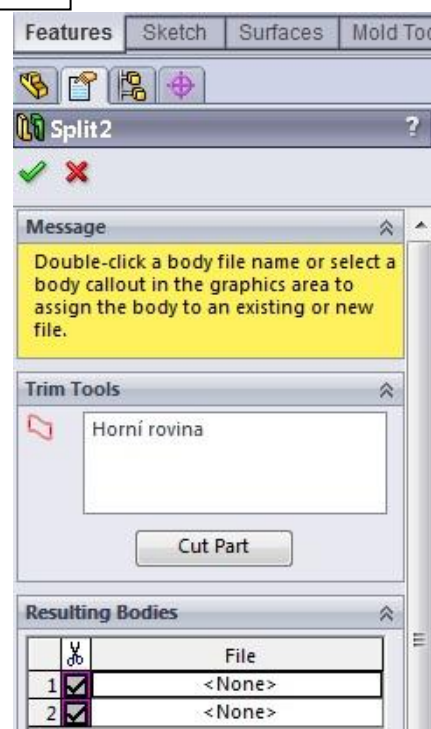 Features Sketch Surfaces Mold Too
Split2 ?
Message
Double-click a body file name or select a
body callout in the graphics area to
assign the body to an existing or new
file.
Trim Tools
Horní rovina
Cut Part
Resulting Bodies
File
1 <None>
2 <None>